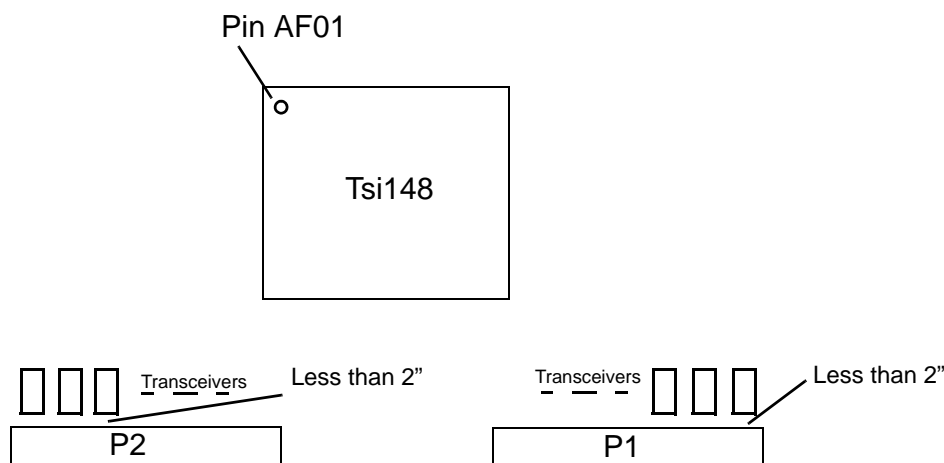 Pin AF01
Tsi148
Transceivers
Less than 2”
Transceivers
Less than 2”
P2
P1